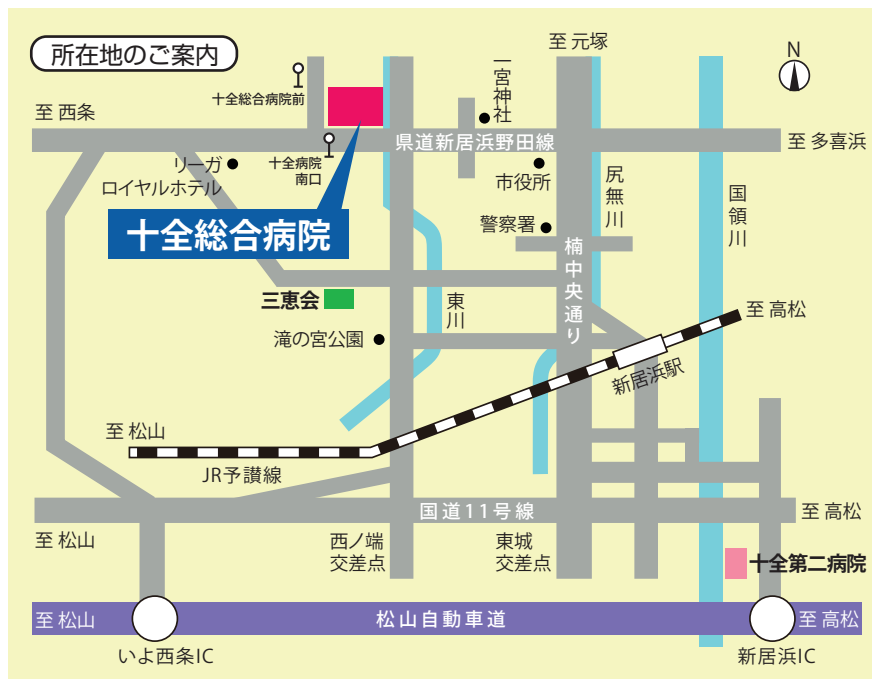 所在地のご案内
至 元塚
N
一宮神社
十全総合病院前
至 西条
県道新居浜野田線
至 多喜浜
十全病院
南口
リーガ
ロイヤルホテル
市役所
尻無川
国領川
十全総合病院
警察署
楠中央通り
三恵会
東川
至 高松
滝の宮公園
新居浜駅
至 松山
JR予讃線
国道11号線
至 高松
至 松山
西ノ端
交差点
東城
交差点
十全第二病院
至 松山
松山自動車道
至 高松
いよ西条IC
新居浜IC